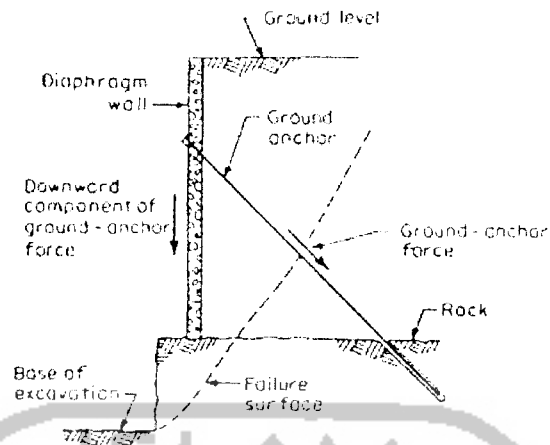 Ground level
Diaphragm
wall
Ground
anchor
Downward
component of
ground-anchor
force
Ground-anchor
force
Rock
Base of
excavation
Failure
surface